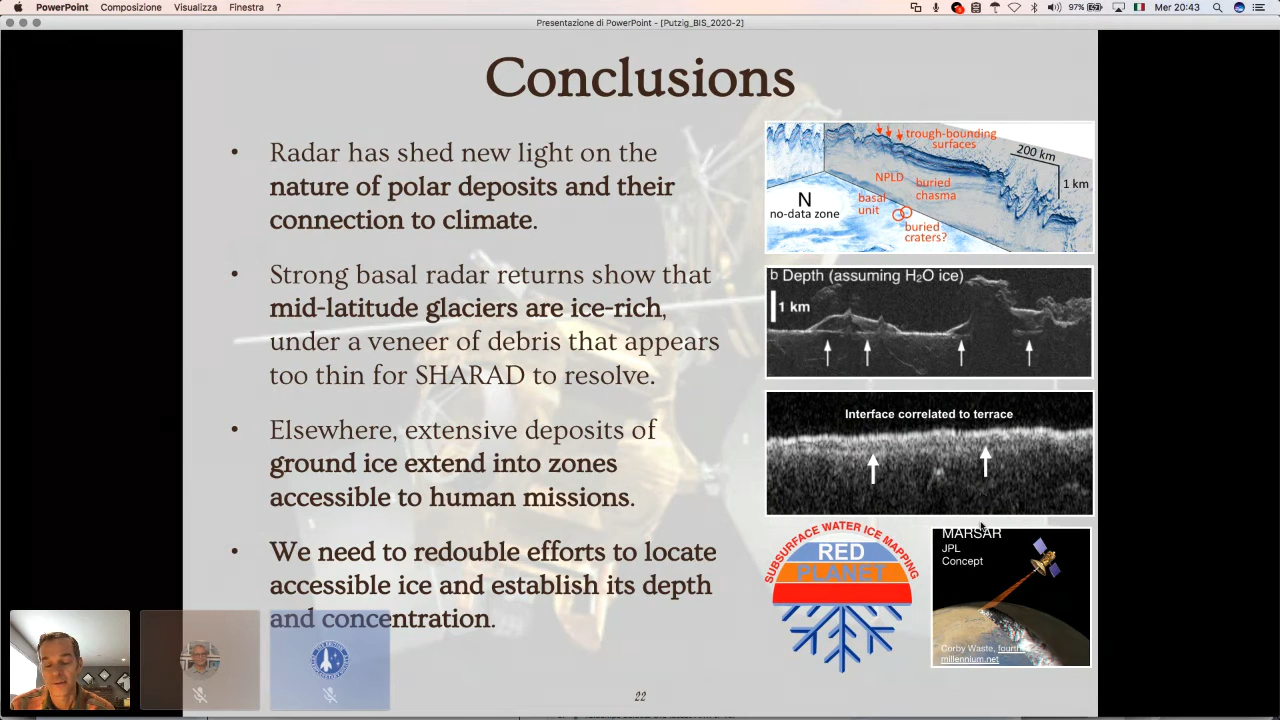 PowerPoint Composizione Visualizza Finestra ? 97% Mer 20:43
Presentazione di PowerPoint - [Putzig_BIS_2020-2]
Conclusions
• Radar has shed new light on the
nature of polar deposits and their
connection to climate.
• Strong basal radar returns show that
mid-latitude glaciers are ice-rich,
under a veneer of debris that appears
too thin for SHARAD to resolve.
• Elsewhere, extensive deposits of
ground ice extend into zones
accessible to human missions.
• We need to redouble efforts to locate
accessible ice and establish its depth
and concentration.
trough-bounding
surfaces
200 km
1 km
NPLD
buried
chasma
basal
unit
N
no-data zone
buried
craters?
b Depth (assuming H₂O ice)
1 km
Interface correlated to terrace
SUBSURFACE WATER ICE MAPPING
RED
PLANET
MARSAR
JPL
Concept
Corby Waste, fourth
millennium.net
22